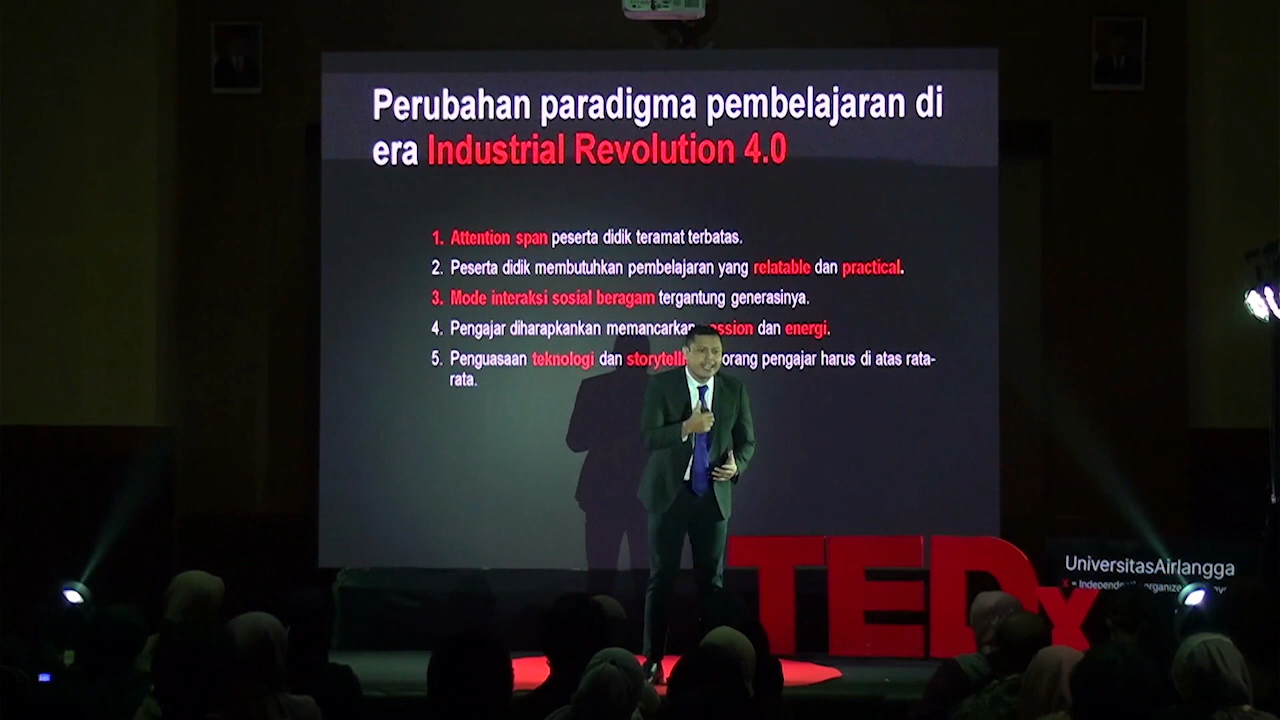 Perubahan paradigma pembelajaran di
era Industrial Revolution 4.0
1. Attention span peserta didik teramat terbatas.
2. Peserta didik membutuhkan pembelajaran yang relatable dan practical.
3. Mode interaksi sosial beragam tergantung generasinya.
4. Pengajar diharapkankan memancarkan dan energi.
5. Penguasaan teknologi dan pengajar harus di atas rata-
rata.
TEDx
UniversitasAirlangga
x =